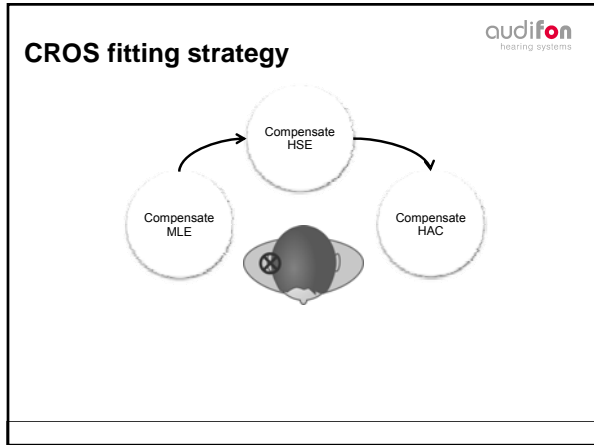 CROS fitting strategy
audifon
hearing systems
Compensate
HSE
Compensate
MLE
Compensate
HAC